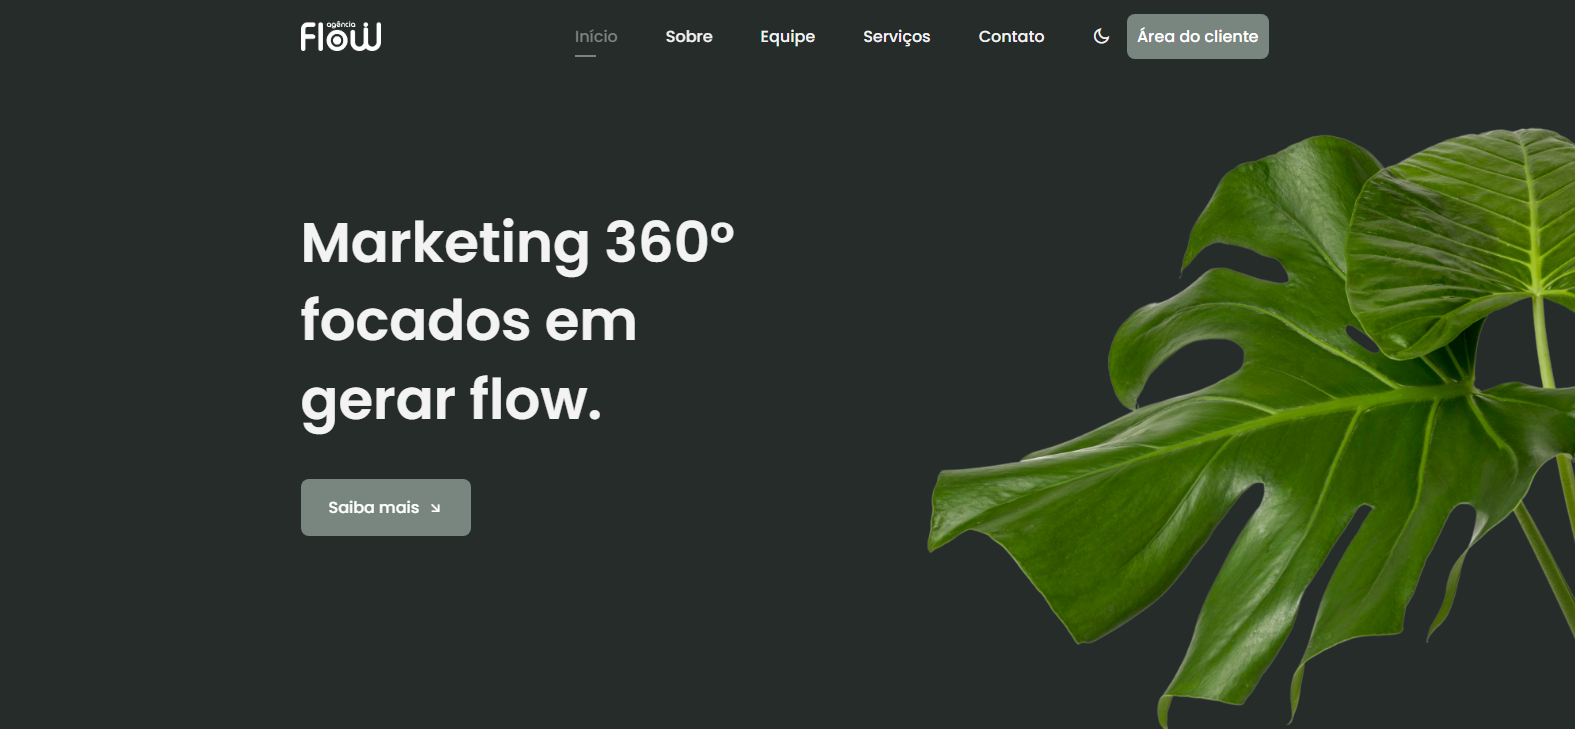 agência
Flow
Início
Sobre
Equipe
Serviços
Contato
Área do cliente
Marketing 360°
focados em
gerar flow.
Saiba mais